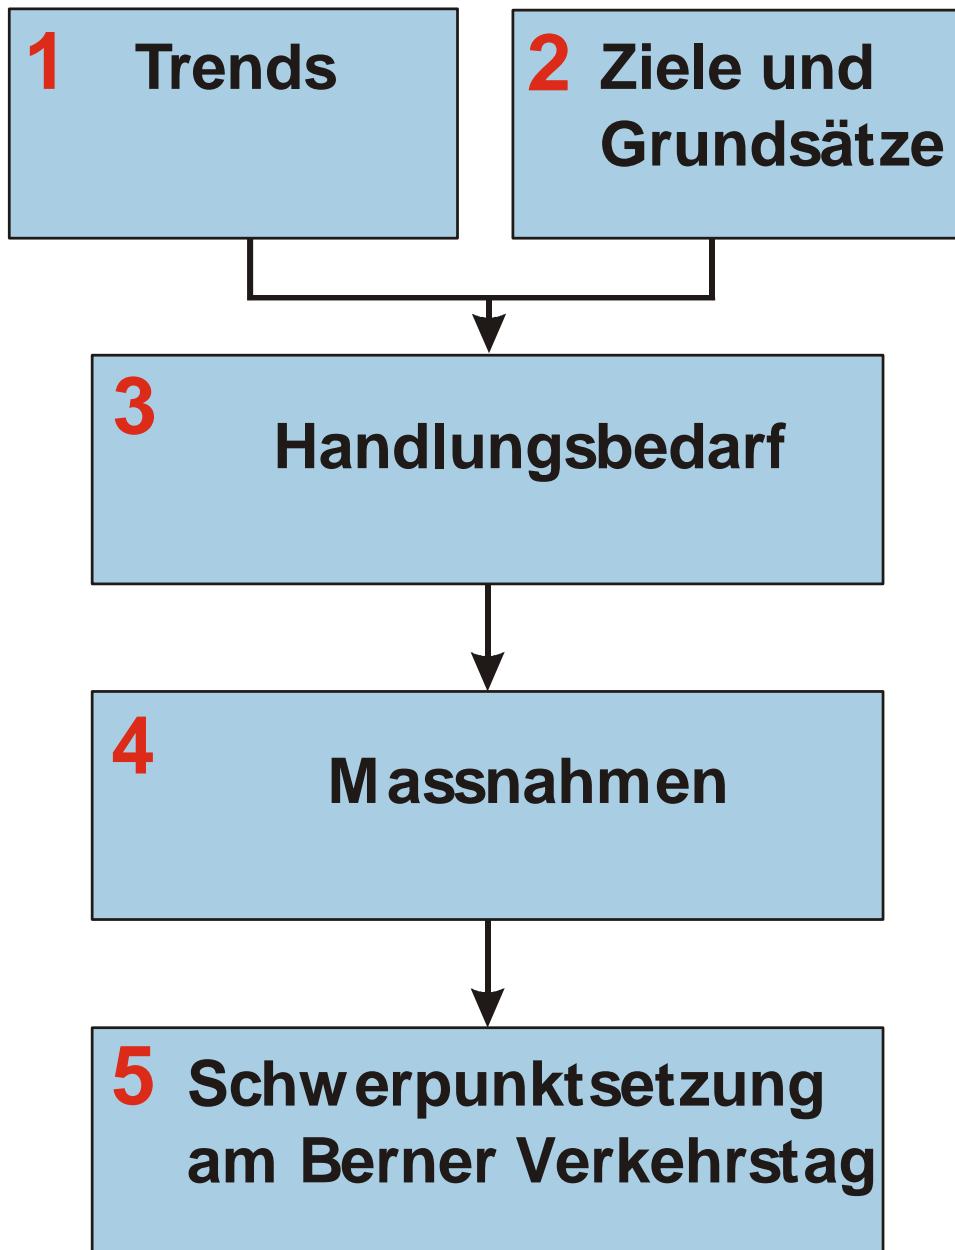 1 Trends
2 Ziele und
Grundsätze
3
Handlungsbedarf
4
Massnahmen
5 Schwerpunktsetzung
am Berner Verkehrstag